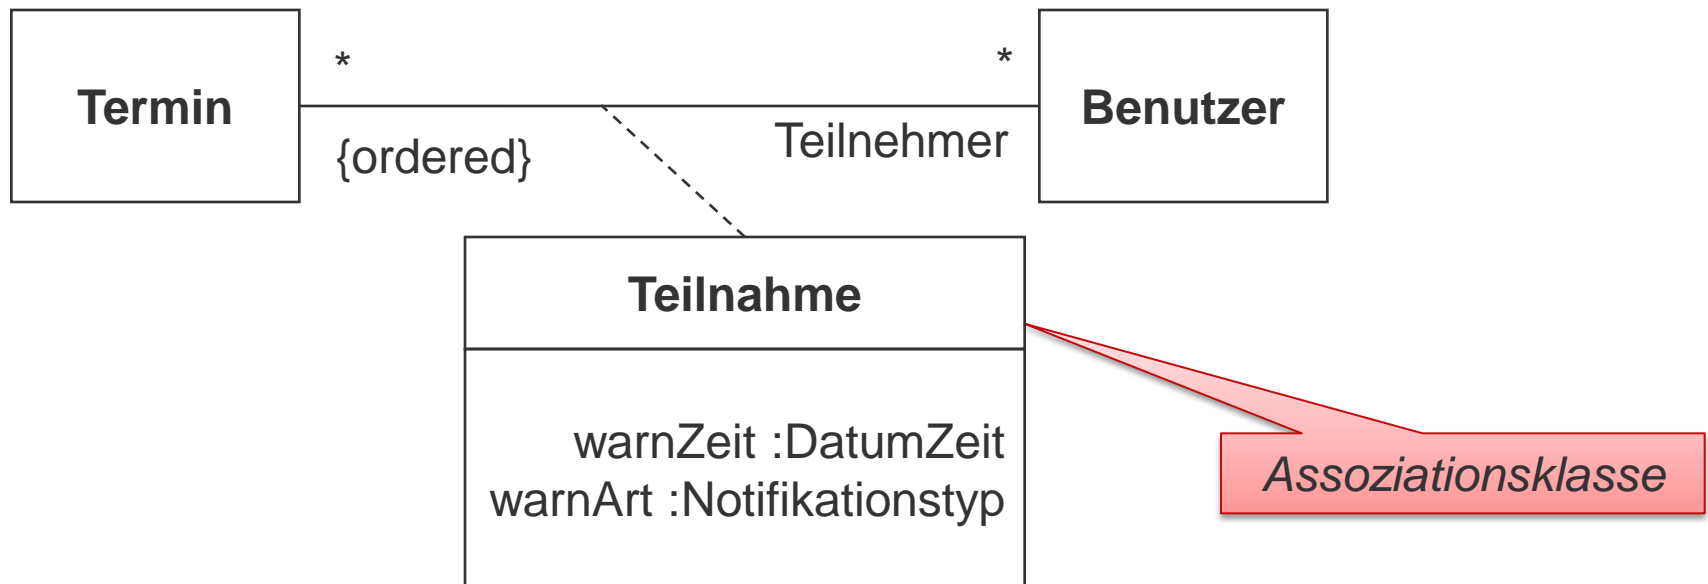 *
*
Termin
Benutzer
{ordered}
Teilnehmer
Teilnahme
warnZeit :DatumZeit
warnArt :Notifikationstyp
Assoziationsklasse